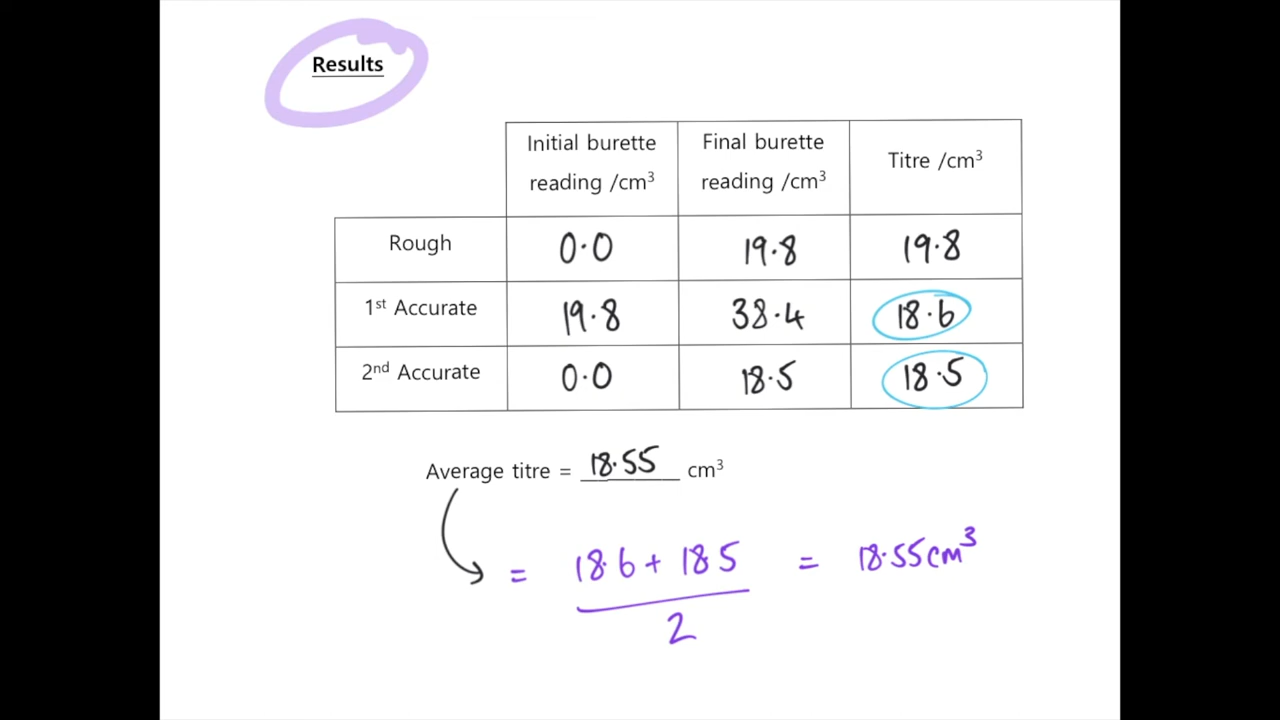 Results
Initial burette reading /cm³ Final burette reading /cm³ Titre /cm³
Rough 0.0 19.8 19.8
1st Accurate 19.8 38.4 18.6
2nd Accurate 0.0 18.5 18.5
Average titre = 18.55 cm³
= 18.6 + 18.5 = 18.55cm³
2